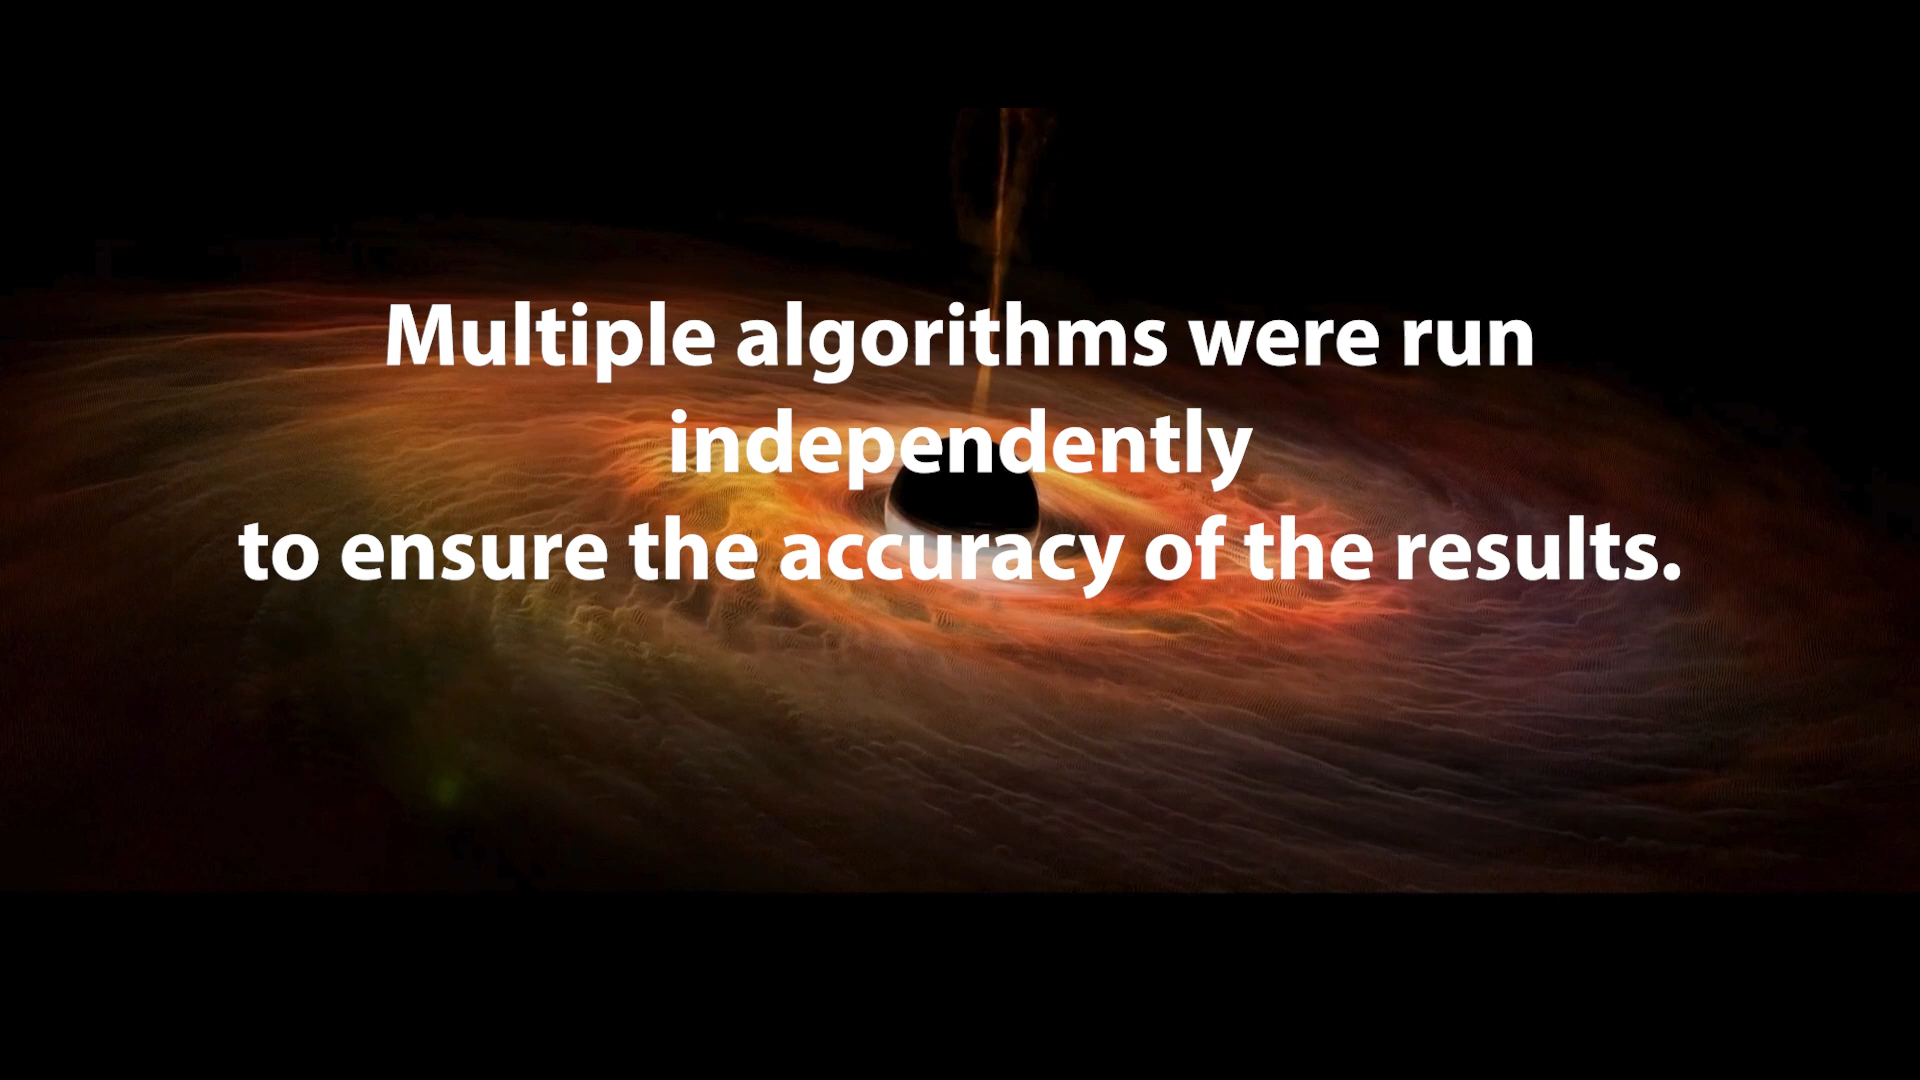 Multiple algorithms were run
independently
to ensure the accuracy of the results.